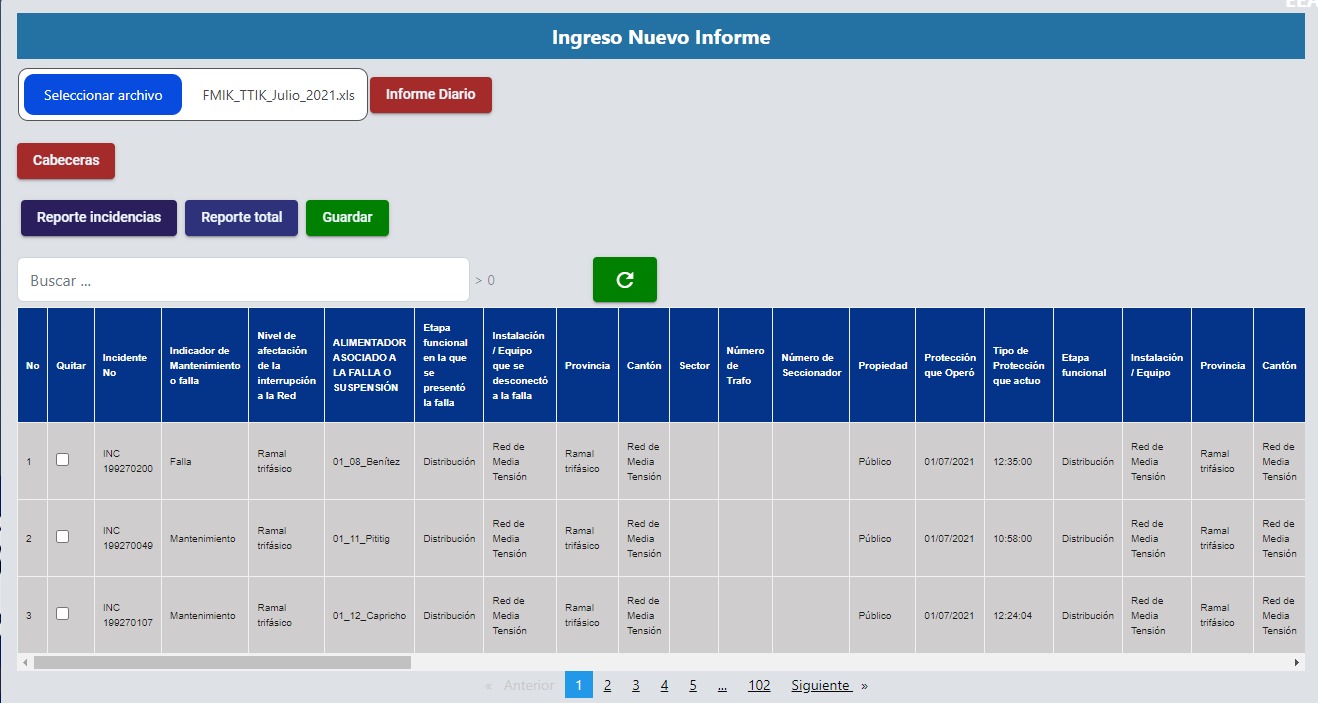 Ingreso Nuevo Informe
Seleccionar archivo FMIK_TTIK_Julio_2021.xls Informe Diario
Cabeceras
Reporte incidencias Reporte total Guardar
Buscar ... > 0
No
Quitar
Incidente
No
Indicador de
Mantenimiento
o falla
Nivel de
afectación
de la
interrupción
a la Red
ALIMENTADOR
ASOCIADO A
LA FALLA O
SUSPENSIÓN
Etapa
funcional
en la que
se
presentó
la falla
Instalación
/ Equipo
que se
desconectó
a la falla
Provincia
Cantón
Sector
Número
de
Trafo
Número de
Seccionador
Propiedad
Protección
que Operó
Tipo de
Protección
que actuo
Etapa
funcional
Instalación
/ Equipo
Provincia
Cantón
1
INC
199270200
Falla
Ramal
trifásico
01_08_Benítez
Distribución
Red de
Media
Tensión
Ramal
trifásico
Red de
Media
Tensión
Público
01/07/2021
12:35:00
Distribución
Red de
Media
Tensión
Ramal
trifásico
Red de
Media
Tensión
2
INC
199270049
Mantenimiento
Ramal
trifásico
01_11_Pititig
Distribución
Red de
Media
Tensión
Ramal
trifásico
Red de
Media
Tensión
Público
01/07/2021
10:58:00
Distribución
Red de
Media
Tensión
Ramal
trifásico
Red de
Media
Tensión
3
INC
199270107
Mantenimiento
Ramal
trifásico
01_12_Capricho
Distribución
Red de
Media
Tensión
Ramal
trifásico
Red de
Media
Tensión
Público
01/07/2021
12:24:04
Distribución
Red de
Media
Tensión
Ramal
trifásico
Red de
Media
Tensión
« Anterior 1 2 3 4 5 ... 102 Siguiente »